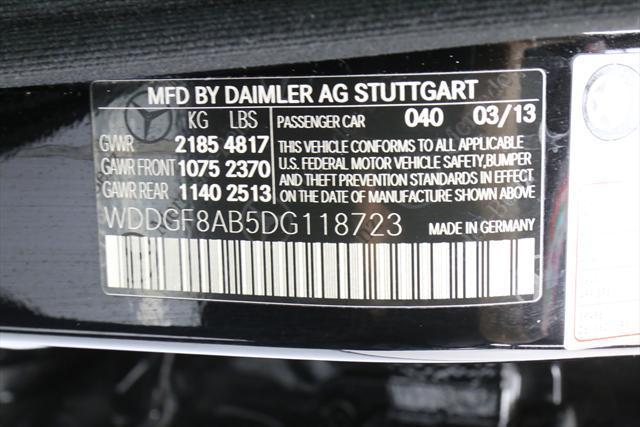 MFD BY DAIMLER AG STUTTGART
KG LBS
GVWR 2185 4817
GAWR FRONT 1075 2370
GAWR REAR 1140 2513
PASSENGER CAR 040 03/13
THIS VEHICLE CONFORMS TO ALL APPLICABLE
U.S. FEDERAL MOTOR VEHICLE SAFETY,BUMPER
AND THEFT PREVENTION STANDARDS IN EFFECT
ON THE DATE OF MANUFACTURE SHOWN ABOVE
WDDGF8AB5DG118723
MADE IN GERMANY